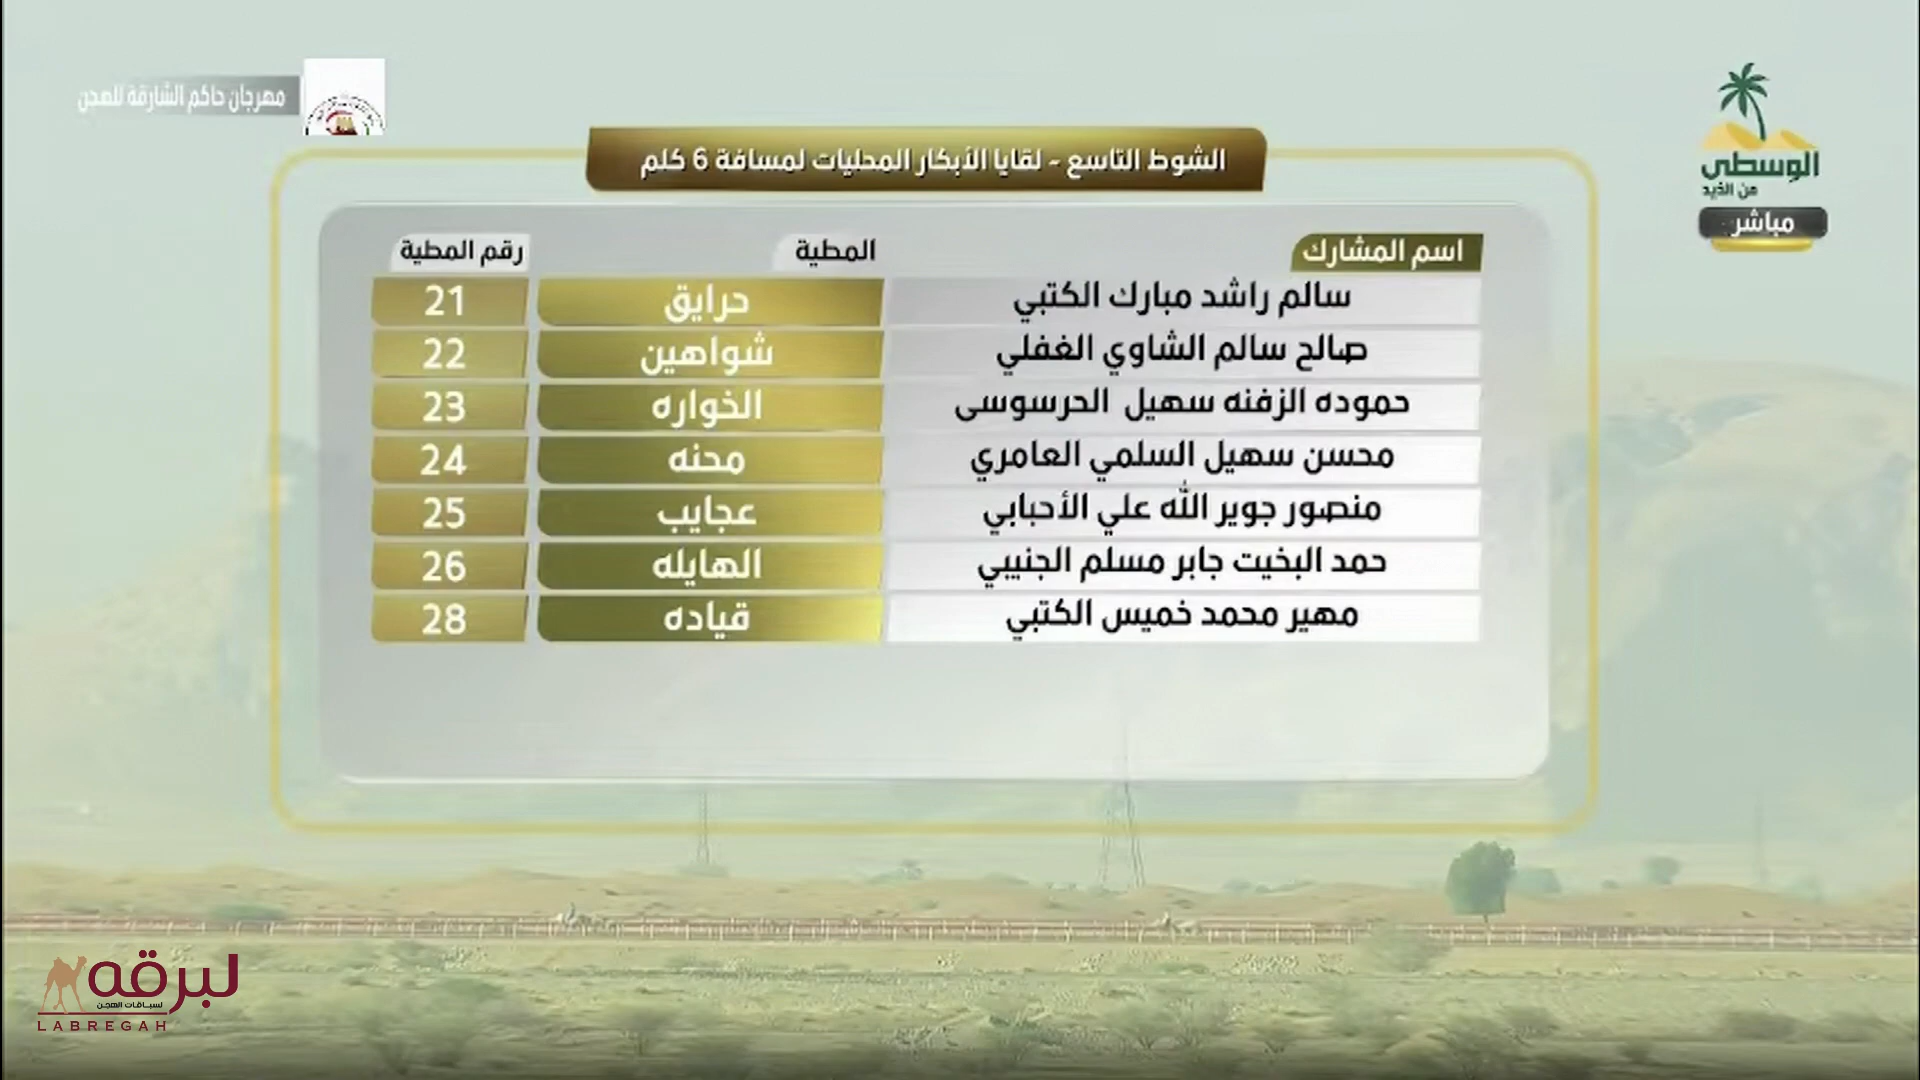 مهرجان حاكم الشارقة للهجن
الوسطى
من الذيد
مباشر
الشوط التاسع - لقايا الأبكار المحليات لمسافة 6 كلم
اسم المشارك المطية رقم المطية
سالم راشد مبارك الكتبي حرايق 21
صالح سالم الشاوي الغفلي شواهين 22
حموده الزفنه سهيل الحرسوسى الخواره 23
محسن سهيل السلمي العامري محنه 24
منصور جوير الله علي الأحبابي عجايب 25
حمد البخيت جابر مسلم الجنيبي الهايله 26
مهير محمد خميس الكتبي قياده 28
لبرقه
لسباقات الهجن
LABREGAH